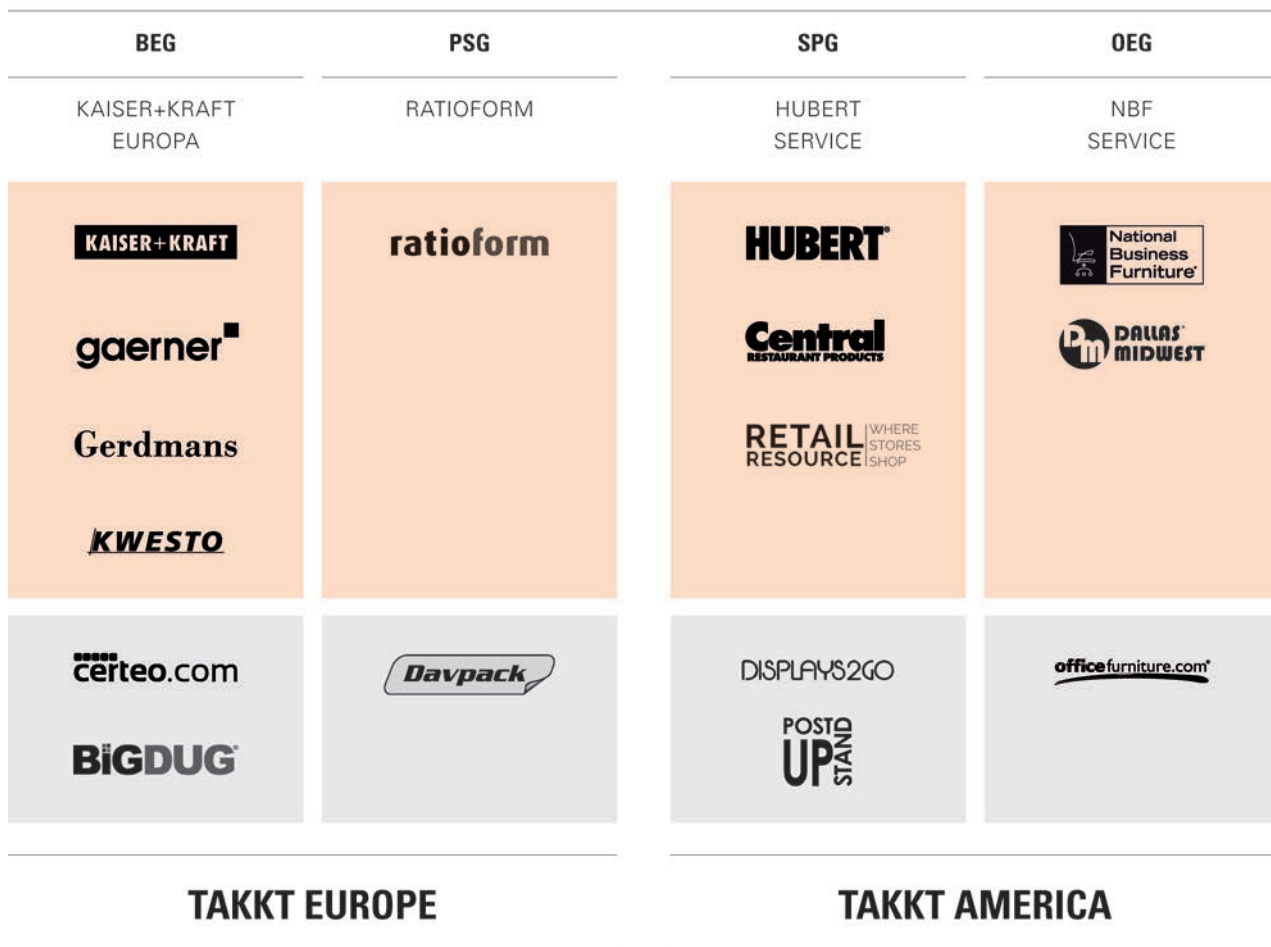 BEG
PSG
SPG
OEG
KAISER+KRAFT
EUROPA
RATIOFORM
HUBERT
SERVICE
NBF
SERVICE
KAISER+KRAFT
gaerner
Gerdmans
KWESTO
ratioform
HUBERT®
Central
RESTAURANT PRODUCTS
RETAIL
RESOURCE
WHERE
STORES
SHOP
National
Business
Furniture®
Dm
DALLAS
MIDWEST
certeo.com
BiGDUG®
Davpack
DISPLAYS2GO
POST
UP
STAND
officefurniture.com®
TAKKT EUROPE
TAKKT AMERICA